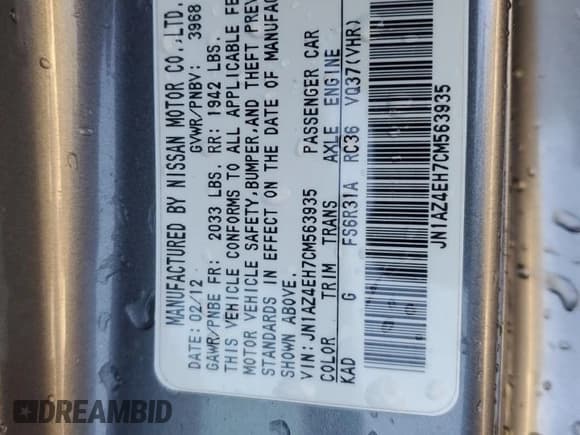 MANUFACTURED BY NISSAN MOTOR CO.,LTD.
DATE: 02/12 GVWR/PNBV: 3968
GAWR/PNBE FR: 2033 LBS. RR: 1942 LBS.
THIS VEHICLE CONFORMS TO ALL APPLICABLE
MOTOR VEHICLE SAFETY,BUMPER,AND THEFT
STANDARDS IN EFFECT ON THE DATE OF
SHOWN ABOVE.
VIN: JN1AZ4EH7CM563935 PASSENGER CAR
COLOR TRIM TRANS AXLE ENGINE
KAD G FS6R31A RC36 VQ37(VHR)
JN1AZ4EH7CM563935
DREAMBID